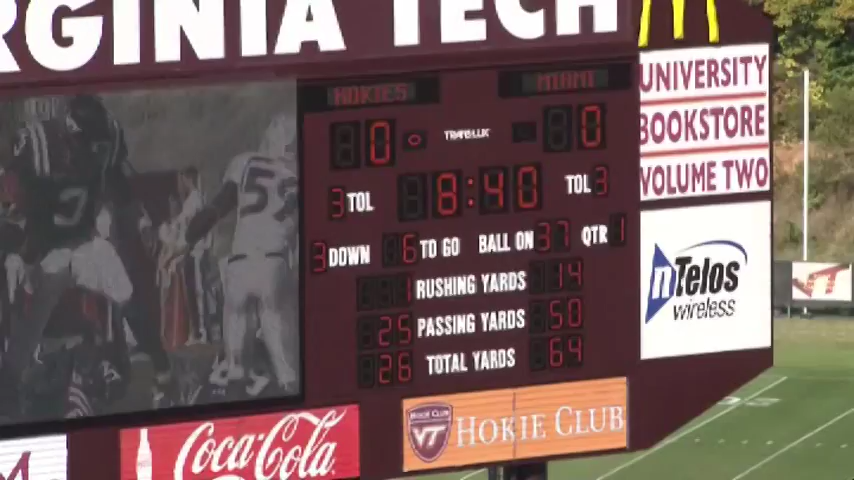 RGINIA TECH
HOKIES MIAMI
0 TRANS-LUX 0
3 TOL 8:40 TOL 3
3 DOWN 6 TO GO BALL ON 37 QTR 1
1 RUSHING YARDS 14
25 PASSING YARDS 50
26 TOTAL YARDS 64
UNIVERSITY
BOOKSTORE
VOLUME TWO
nTelos
wireless
VT
Coca-Cola
HOKIE CLUB
VT
HOKIE CLUB